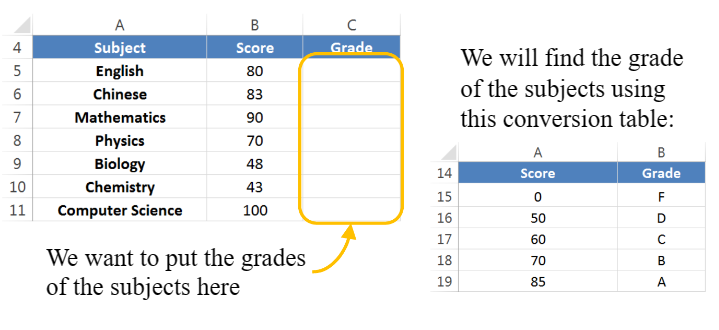 A B C
4 Subject Score Grade
5 English 80
6 Chinese 83
7 Mathematics 90
8 Physics 70
9 Biology 48
10 Chemistry 43
11 Computer Science 100
We want to put the grades
of the subjects here
We will find the grade
of the subjects using
this conversion table:
A B
14 Score Grade
15 0 F
16 50 D
17 60 C
18 70 B
19 85 A